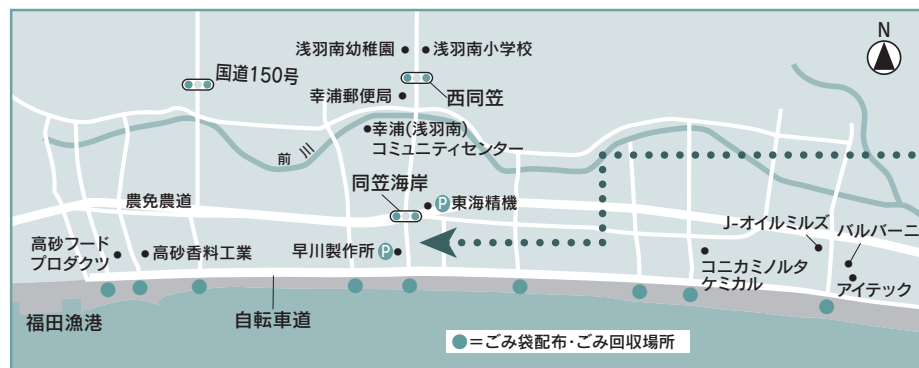 浅羽南幼稚園
浅羽南小学校
N
国道150号
幸浦郵便局
西同笠
幸浦(浅羽南)
コミュニティセンター
前川
同笠海岸
農免農道
P
東海精機
J-オイルミルズ
バルバーニ
高砂フード
プロダクツ
高砂香料工業
早川製作所
P
コニカミノルタ
ケミカル
アイテック
福田漁港
自転車道
=ごみ袋配布・ごみ回収場所